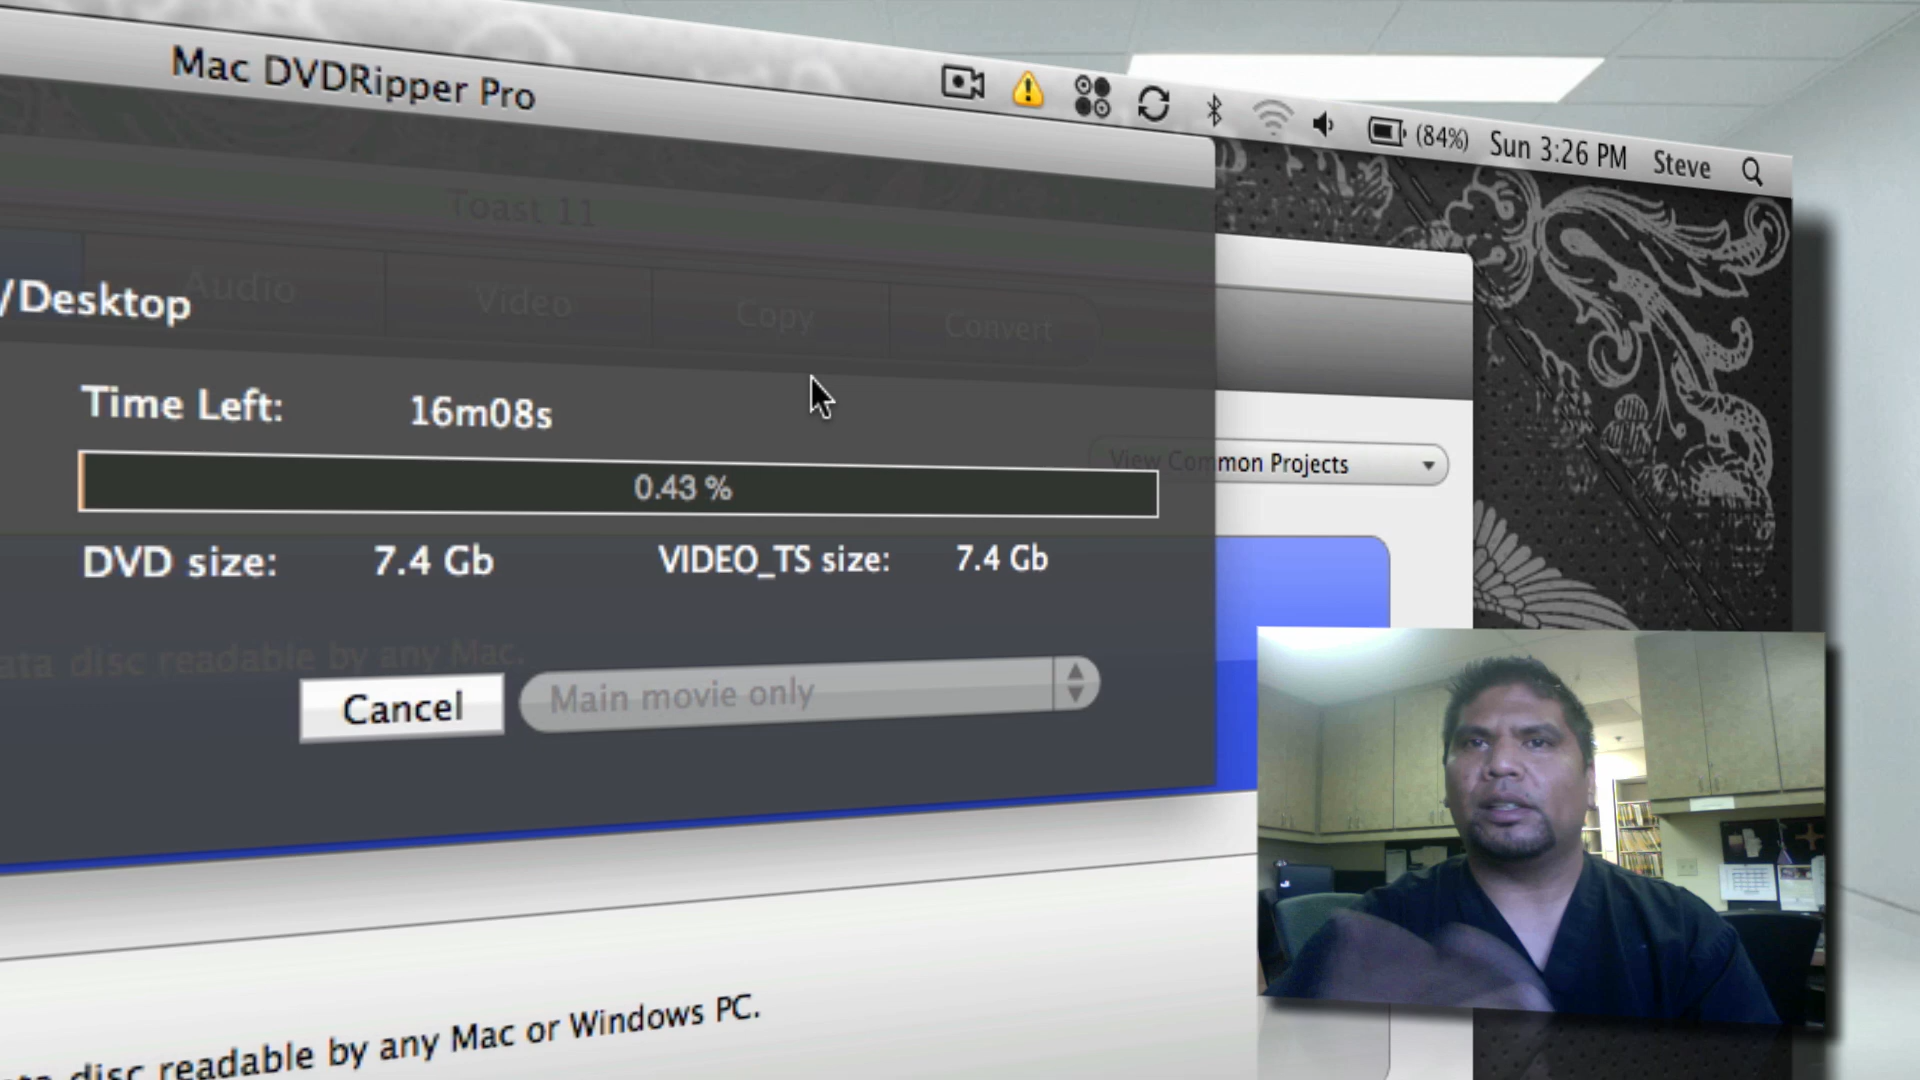 Mac DVDRipper Pro
(84%) Sun 3:26 PM Steve
Toast 11
Audio Video Copy Convert
/Desktop
Time Left: 16m08s
View Common Projects
0.43 %
DVD size: 7.4 Gb VIDEO_TS size: 7.4 Gb
ata disc readable by any Mac.
Cancel Main movie only
disc readable by any Mac or Windows PC.